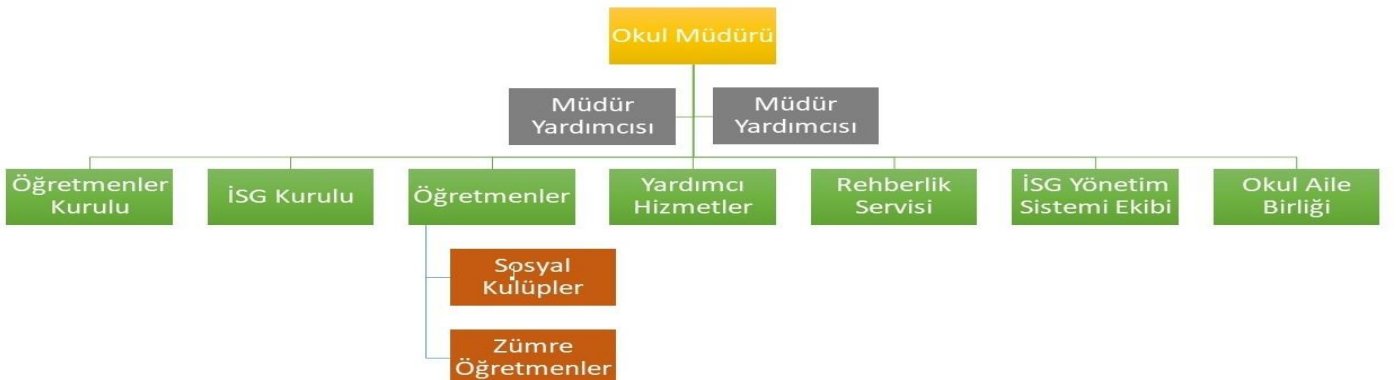 Okul Müdürü
Müdür
Yardımcısı
Müdür
Yardımcısı
Öğretmenler
Kurulu
İSG Kurulu
Öğretmenler
Yardımcı
Hizmetler
Rehberlik
Servisi
İSG Yönetim
Sistemi Ekibi
Okul Aile
Birliği
Sosyal
Kulüpler
Zümre
Öğretmenler